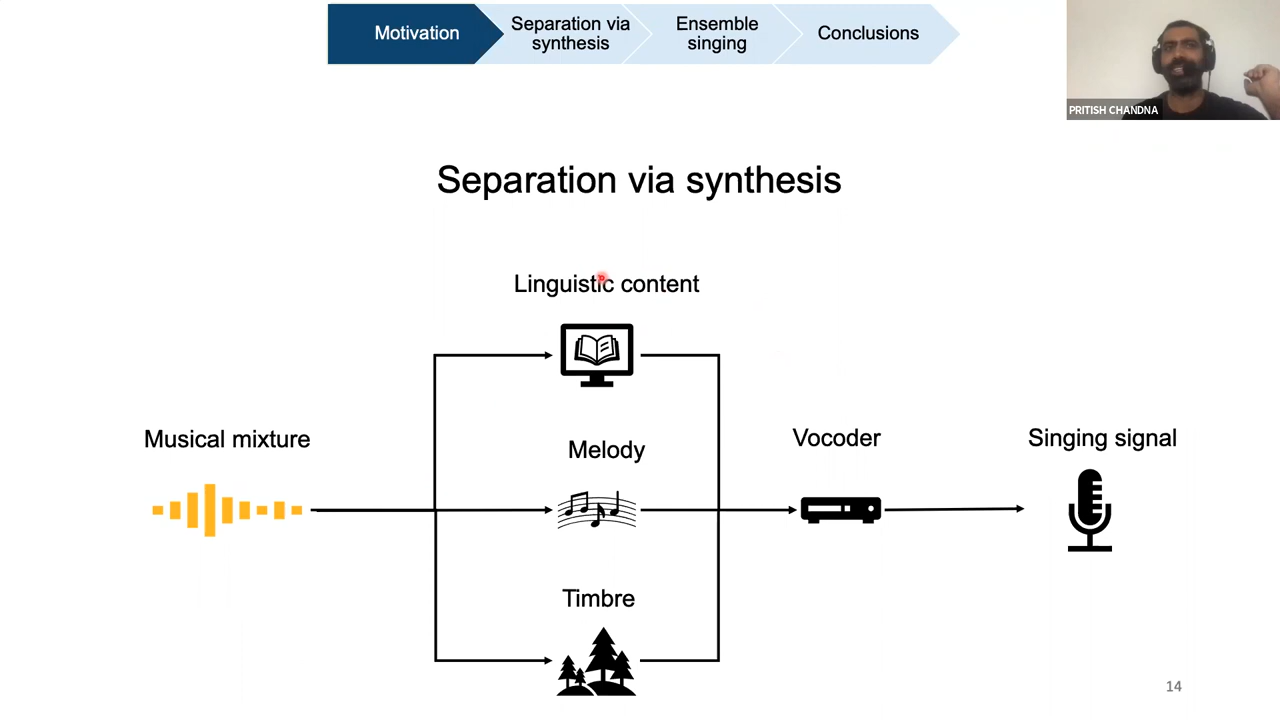 Motivation
Separation via
synthesis
Ensemble
singing
Conclusions
PRITISH CHANDNA
Separation via synthesis
Linguistic content
Musical mixture
Melody
Vocoder
Singing signal
Timbre
14